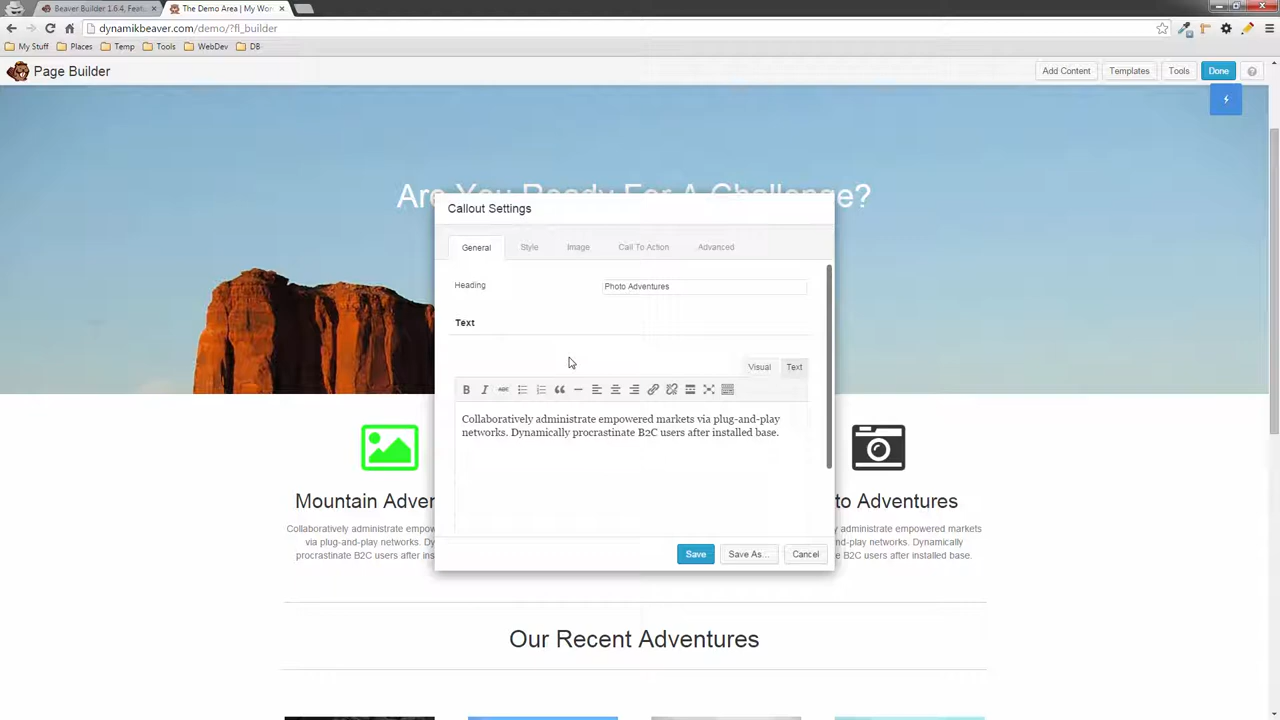 Beaver Builder 1.6.4, Feat
The Demo Area | My Wor
dynamikbeaver.com/demo/?fl_builder
My Stuff
Places
Temp
Tools
WebDev
DB
Page Builder
Add Content
Templates
Tools
Done
Are You Ready For A Challenge?
Callout Settings
General
Style
Image
Call To Action
Advanced
Heading
Photo Adventures
Text
Visual
Text
B
I
ABC
Collaboratively administrate empowered markets via plug-and-play
networks. Dynamically procrastinate B2C users after installed base.
Save
Save As...
Cancel
Mountain Adver
Collaboratively administrate empow
via plug-and-play networks. Dy
procrastinate B2C users after ins
to Adventures
y administrate empowered markets
nd-play networks. Dynamically
e B2C users after installed base.
Our Recent Adventures